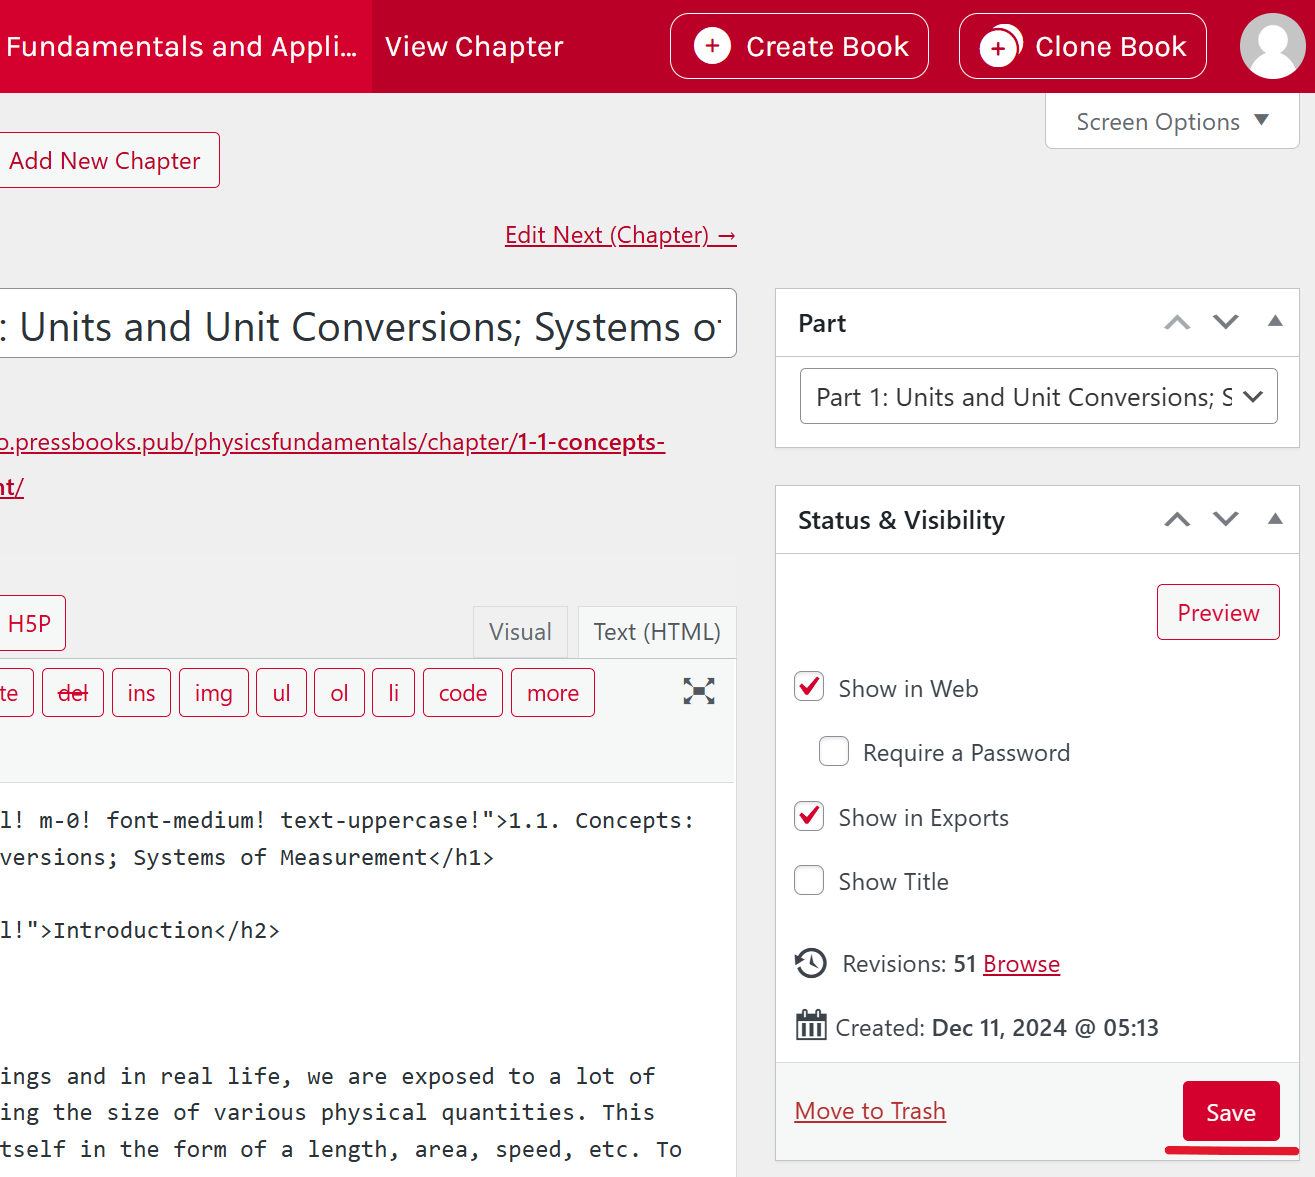 Fundamentals and Appli... View Chapter Create Book Clone Book
Screen Options
Add New Chapter
Edit Next (Chapter) →
: Units and Unit Conversions; Systems of
Part
Part 1: Units and Unit Conversions; S
o.pressbooks.pub/physicsfundamentals/chapter/1-1-concepts-
nt/
Status & Visibility
Preview
H5P
Visual Text (HTML)
te del ins img ul ol li code more
Show in Web
Require a Password
Show in Exports
Show Title
l! m-0! font-medium! text-uppercase!">1.1. Concepts:
versions; Systems of Measurement</h1>
l!">Introduction</h2>
Revisions: 51 Browse
Created: Dec 11, 2024 @ 05:13
ings and in real life, we are exposed to a lot of
ing the size of various physical quantities. This
tself in the form of a length, area, speed, etc. To
Move to Trash Save